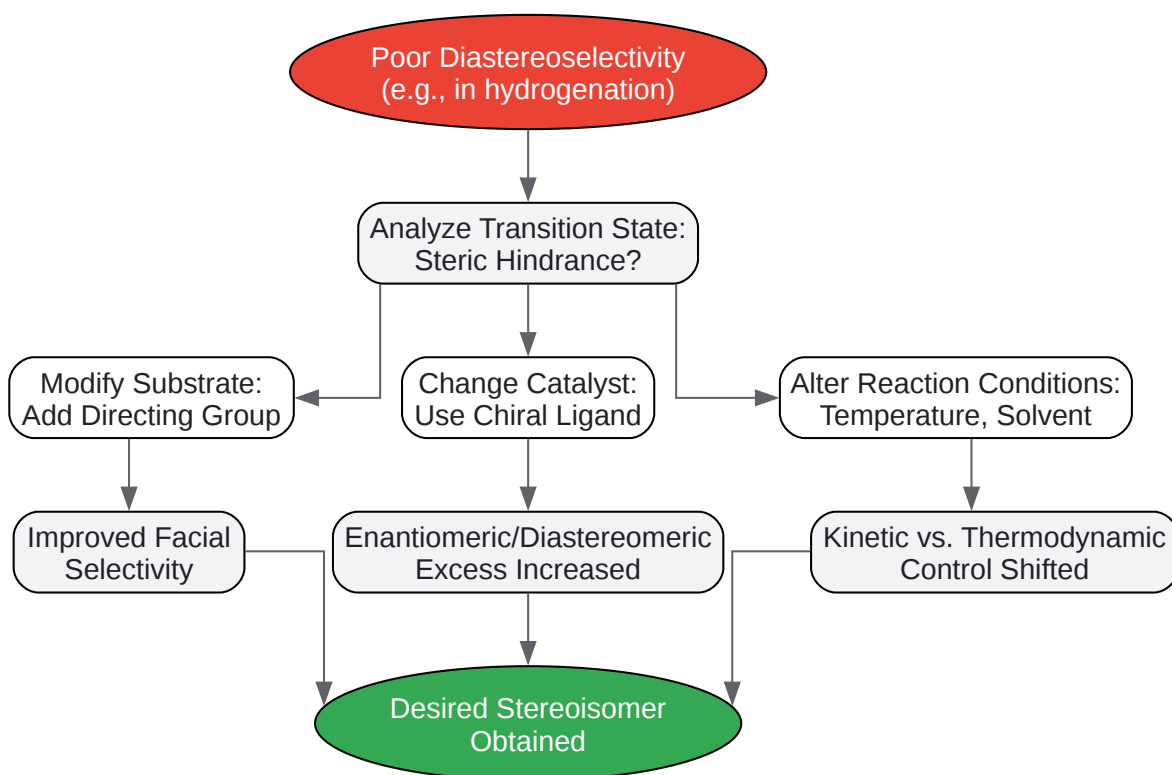 Poor Diastereoselectivity
(e.g., in hydrogenation)
Analyze Transition State:
Steric Hindrance?
Modify Substrate:
Add Directing Group
Change Catalyst:
Use Chiral Ligand
Alter Reaction Conditions:
Temperature, Solvent
Improved Facial
Selectivity
Enantiomeric/Diastereomeric
Excess Increased
Kinetic vs. Thermodynamic
Control Shifted
Desired Stereoisomer
Obtained